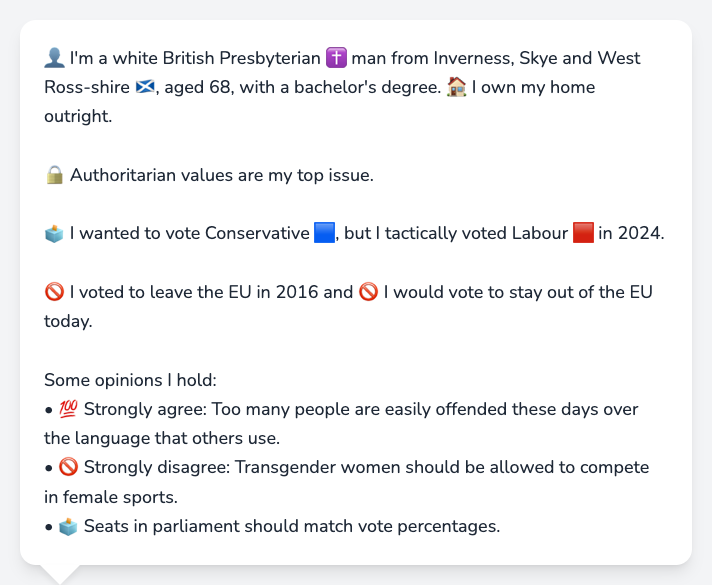 👤 I'm a white British Presbyterian ✝️ man from Inverness, Skye and West
Ross-shire 🏴󠁧󠁢󠁳󠁣󠁴󠁿, aged 68, with a bachelor's degree. 🏠 I own my home
outright.
🔒 Authoritarian values are my top issue.
🗳️ I wanted to vote Conservative 🟦, but I tactically voted Labour 🟥 in 2024.
🚫 I voted to leave the EU in 2016 and 🚫 I would vote to stay out of the EU
today.
Some opinions I hold:
• 💯 Strongly agree: Too many people are easily offended these days over
the language that others use.
• 🚫 Strongly disagree: Transgender women should be allowed to compete
in female sports.
• 🗳️ Seats in parliament should match vote percentages.